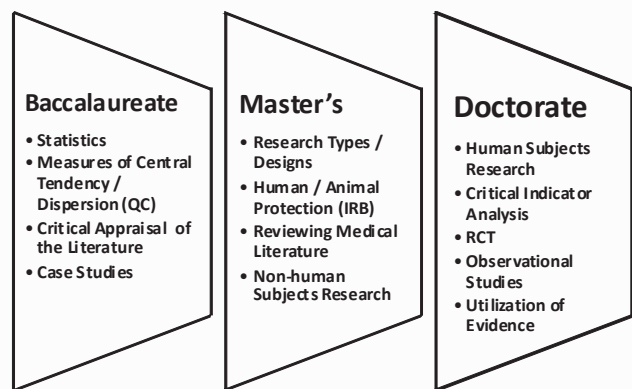 Baccalaureate
• Statistics
• Measures of Central
Tendency /
Dispersion (QC)
• Critical Appraisal of
the Literature
• Case Studies
Master's
• Research Types /
Designs
• Human / Animal
Protection (IRB)
• Reviewing Medical
Literature
• Non-human
Subjects Research
Doctorate
• Human Subjects
Research
• Critical Indicator
Analysis
• RCT
• Observational
Studies
• Utilization of
Evidence